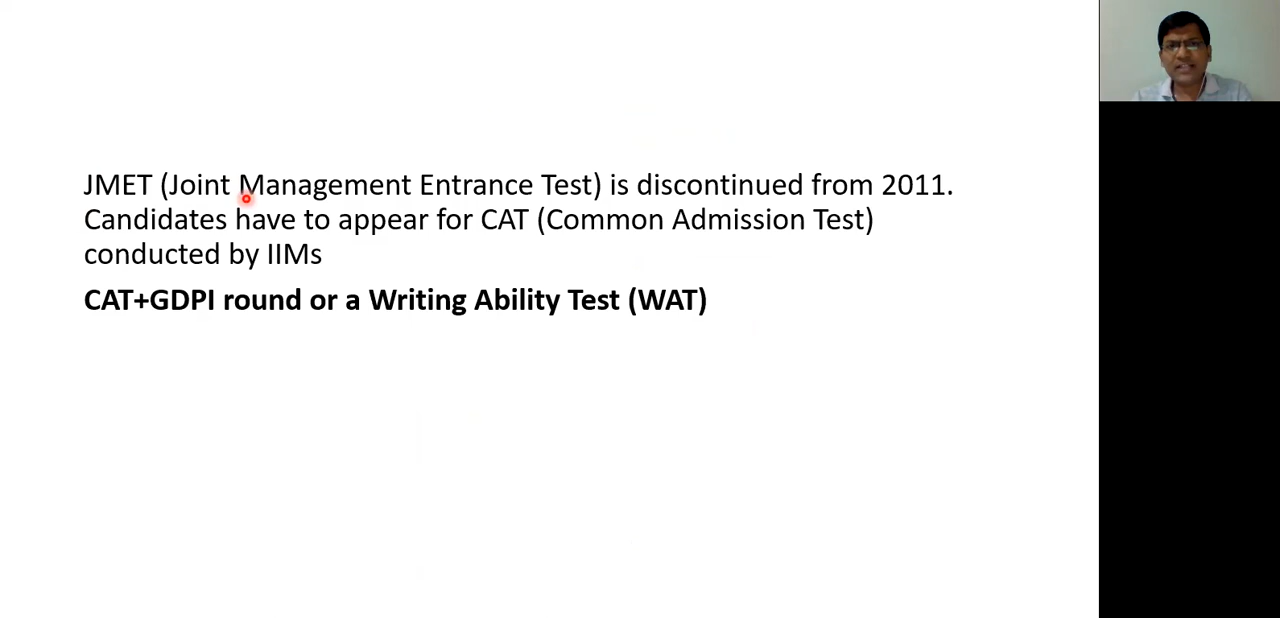 JMET (Joint Management Entrance Test) is discontinued from 2011.
Candidates have to appear for CAT (Common Admission Test)
conducted by IIMs
CAT+GDPI round or a Writing Ability Test (WAT)